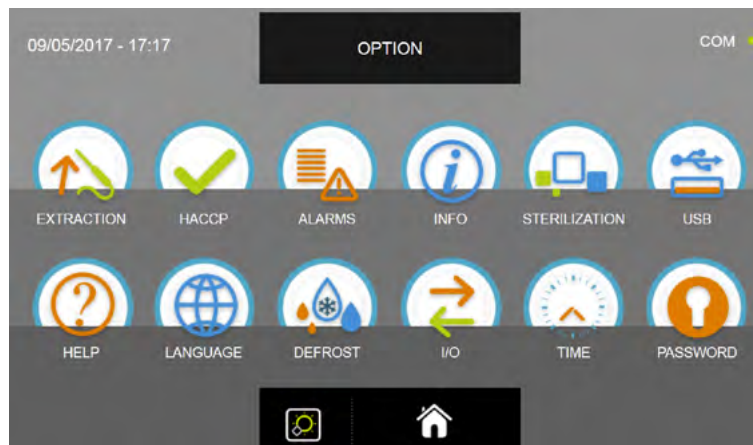 09/05/2017 - 17:17
OPTION
COM
EXTRACTION
HACCP
ALARMS
INFO
STERILIZATION
USB
HELP
LANGUAGE
DEFROST
I/O
TIME
PASSWORD